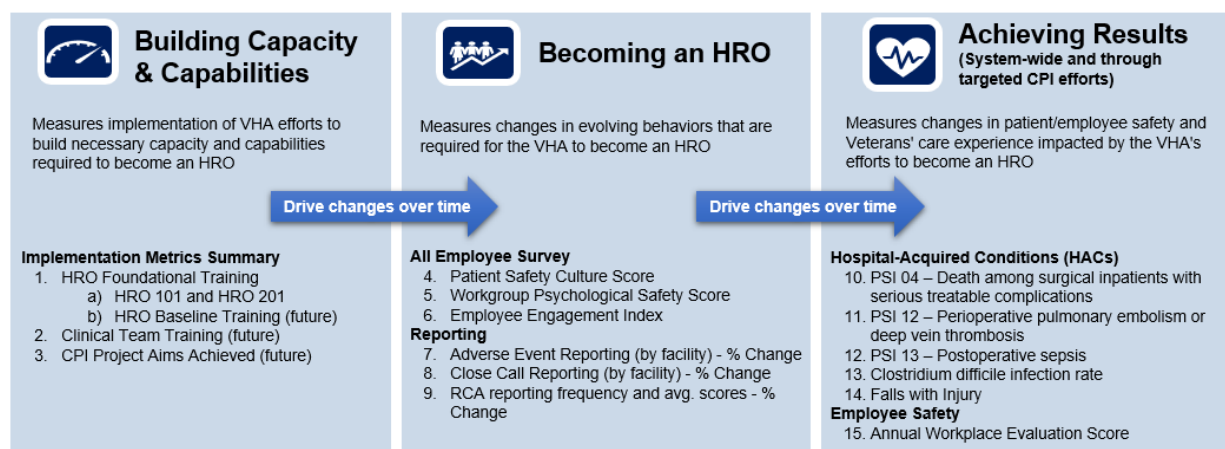 Building Capacity
& Capabilities
Measures implementation of VHA efforts to
build necessary capacity and capabilities
required to become an HRO
Drive changes over time
Implementation Metrics Summary
1. HRO Foundational Training
a) HRO 101 and HRO 201
b) HRO Baseline Training (future)
2. Clinical Team Training (future)
3. CPI Project Aims Achieved (future)
Becoming an HRO
Measures changes in evolving behaviors that are
required for the VHA to become an HRO
Drive changes over time
All Employee Survey
4. Patient Safety Culture Score
5. Workgroup Psychological Safety Score
6. Employee Engagement Index
Reporting
7. Adverse Event Reporting (by facility) - % Change
8. Close Call Reporting (by facility) - % Change
9. RCA reporting frequency and avg. scores - %
Change
Achieving Results
(System-wide and through
targeted CPI efforts)
Measures changes in patient/employee safety and
Veterans' care experience impacted by the VHA's
efforts to become an HRO
Hospital-Acquired Conditions (HACs)
10. PSI 04 – Death among surgical inpatients with
serious treatable complications
11. PSI 12 – Perioperative pulmonary embolism or
deep vein thrombosis
12. PSI 13 – Postoperative sepsis
13. Clostridium difficile infection rate
14. Falls with Injury
Employee Safety
15. Annual Workplace Evaluation Score